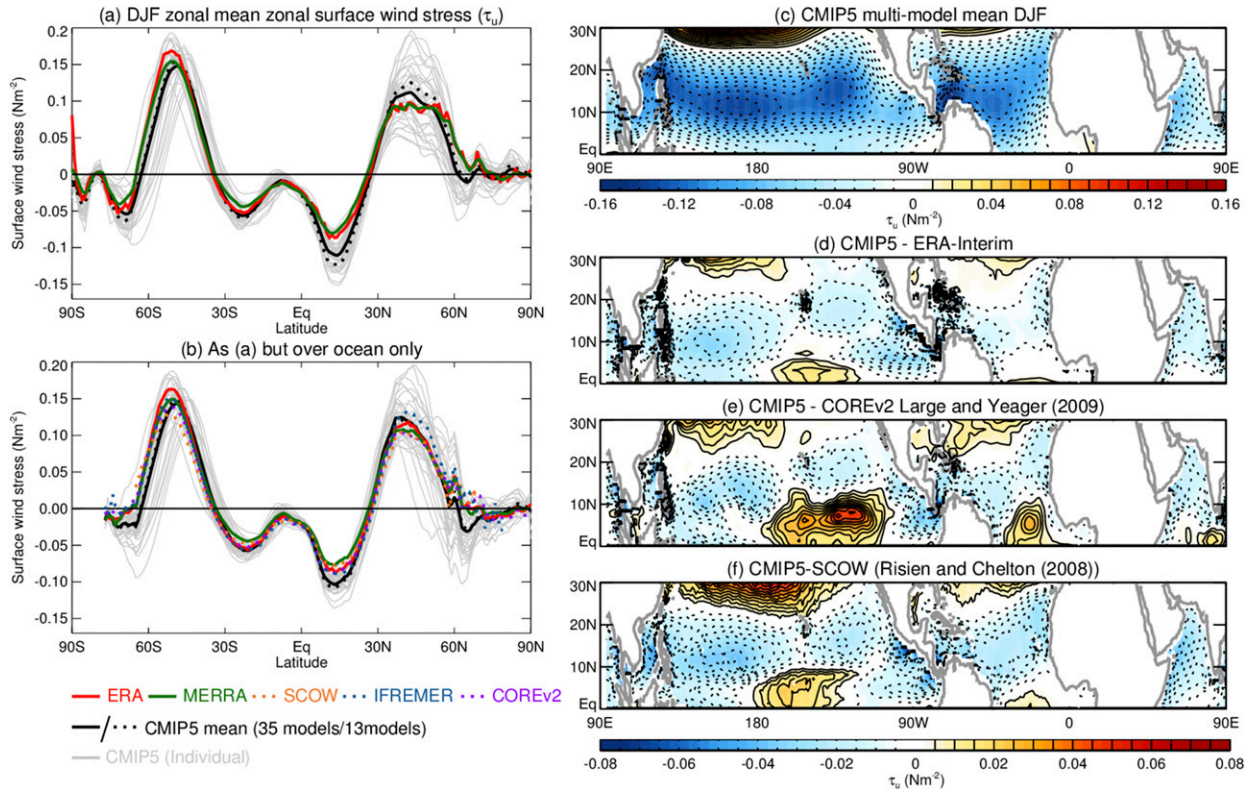 (a) DJF zonal mean zonal surface wind stress (τu)
Surface wind stress (Nm-2)
0.2
0.15
0.1
0.05
0
-0.05
-0.1
-0.15
90S 60S 30S Eq 30N 60N 90N
Latitude
(b) As (a) but over ocean only
Surface wind stress (Nm-2)
0.20
0.15
0.10
0.05
0.00
-0.05
-0.10
-0.15
90S 60S 30S Eq 30N 60N 90N
Latitude
ERA MERRA SCOW IFREMER COREv2
/ CMIP5 mean (35 models/13models)
CMIP5 (Individual)
(c) CMIP5 multi-model mean DJF
30N
20N
10N
Eq
90E 180 90W 0 90E
-0.16 -0.12 -0.08 -0.04 0 0.04 0.08 0.12 0.16
τu (Nm-2)
(d) CMIP5 - ERA-Interim
30N
20N
10N
Eq
(e) CMIP5 - COREv2 Large and Yeager (2009)
30N
20N
10N
Eq
(f) CMIP5-SCOW (Risien and Chelton (2008))
30N
20N
10N
Eq
90E 180 90W 0 90E
-0.08 -0.06 -0.04 -0.02 0 0.02 0.04 0.06 0.08
τu (Nm-2)